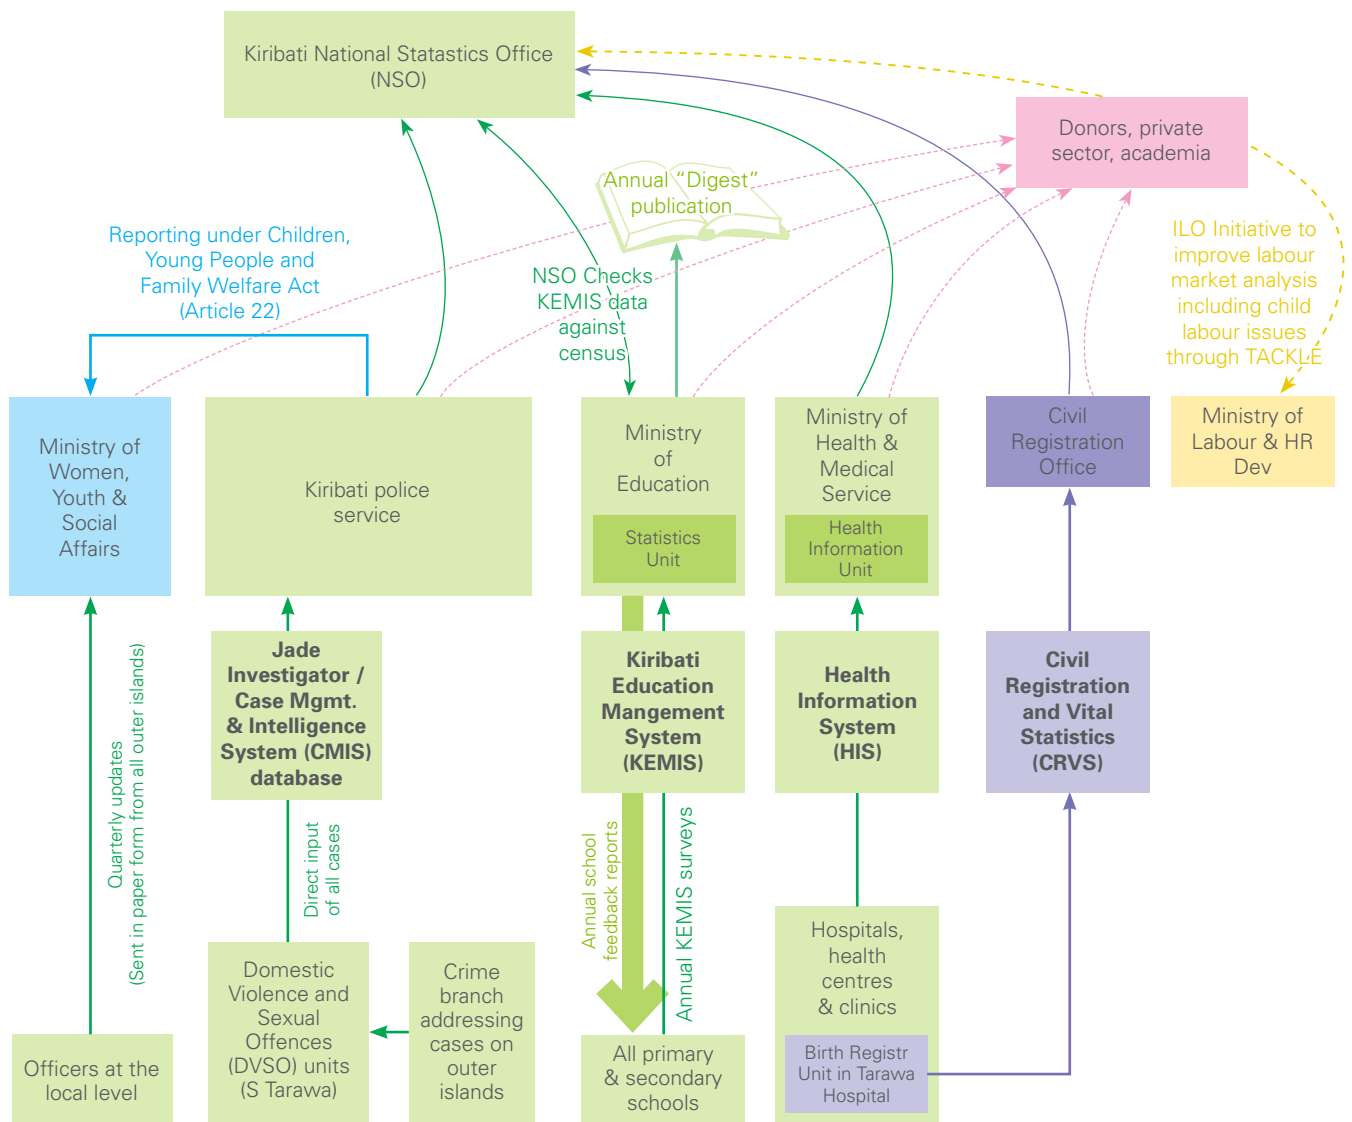 Kiribati National Statastics Office
(NSO)
Donors, private
sector, academia
Annual “Digest”
publication
Reporting under Children,
Young People and
Family Welfare Act
(Article 22)
NSO Checks
KEMIS data
against
census
ILO Initiative to
improve labour
market analysis
including child
labour issues
through TACKLE
Ministry of
Women,
Youth &
Social
Affairs
Kiribati police
service
Ministry
of
Education
Statistics
Unit
Ministry of
Health &
Medical
Service
Health
Information
Unit
Civil
Registration
Office
Ministry of
Labour & HR
Dev
Jade
Investigator /
Case Mgmt.
& Intelligence
System (CMIS)
database
Kiribati
Education
Mangement
System
(KEMIS)
Health
Information
System
(HIS)
Civil
Registration
and Vital
Statistics
(CRVS)
Quarterly updates
(Sent in paper form from all outer islands)
Direct input
of all cases
Annual school
feedback reports
Annual KEMIS surveys
Officers at the
local level
Domestic
Violence and
Sexual
Offences
(DVSO) units
(S Tarawa)
Crime
branch
addressing
cases on
outer
islands
All primary
& secondary
schools
Hospitals,
health
centres
& clinics
Birth Registr
Unit in Tarawa
Hospital